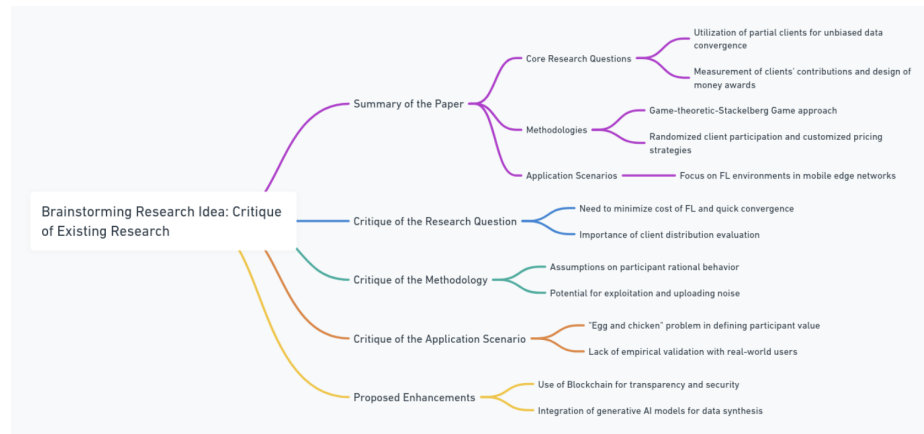 Brainstorming Research Idea: Critique
of Existing Research
Summary of the Paper
Core Research Questions
Utilization of partial clients for unbiased data
convergence
Measurement of clients' contributions and design of
money awards
Methodologies
Game-theoretic-Stackelberg Game approach
Randomized client participation and customized pricing
strategies
Application Scenarios
Focus on FL environments in mobile edge networks
Critique of the Research Question
Need to minimize cost of FL and quick convergence
Importance of client distribution evaluation
Critique of the Methodology
Assumptions on participant rational behavior
Potential for exploitation and uploading noise
Critique of the Application Scenario
"Egg and chicken" problem in defining participant value
Lack of empirical validation with real-world users
Proposed Enhancements
Use of Blockchain for transparency and security
Integration of generative AI models for data synthesis